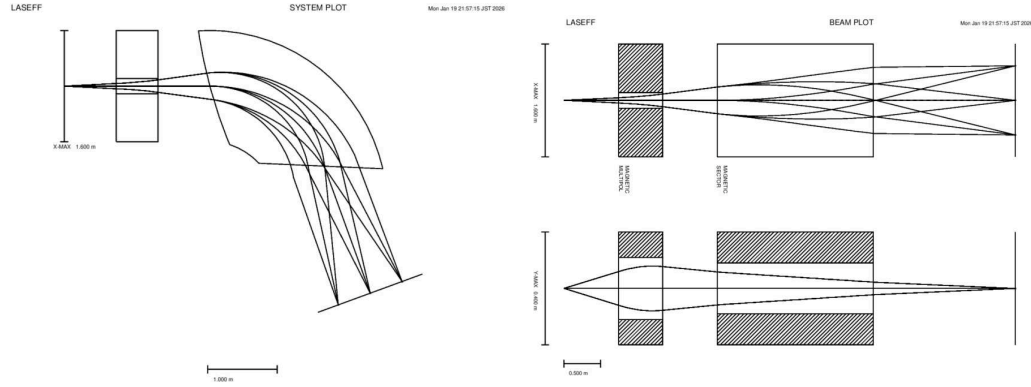 LASEFF
SYSTEM PLOT
Mon Jan 19 21:57:15 JST 2026
X-MAX 1.600 m
1.000 m
LASEFF
BEAM PLOT
Mon Jan 19 21:57:15 JST 2026
X-MAX 1.600 m
MAGNETIC
MULTIPOL
MAGNETIC
SECTOR
Y-MAX 0.400 m
0.500 m